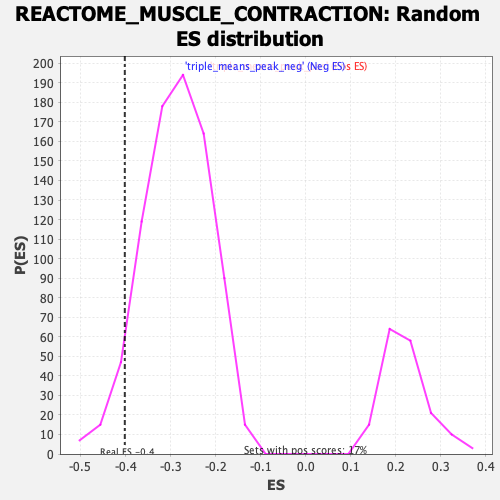 REACTOME_MUSCLE_CONTRACTION: Random
ES distribution
'triple_means_peak_neg' (Neg ES) s ES)
200
190
180
170
160
150
140
130
120
110
100
90
80
70
60
50
40
30
20
10
0
P(ES)
Real ES -0.4
Sets with pos scores: 17%
-0.5 -0.4 -0.3 -0.2 -0.1 0.0 0.1 0.2 0.3 0.4
ES